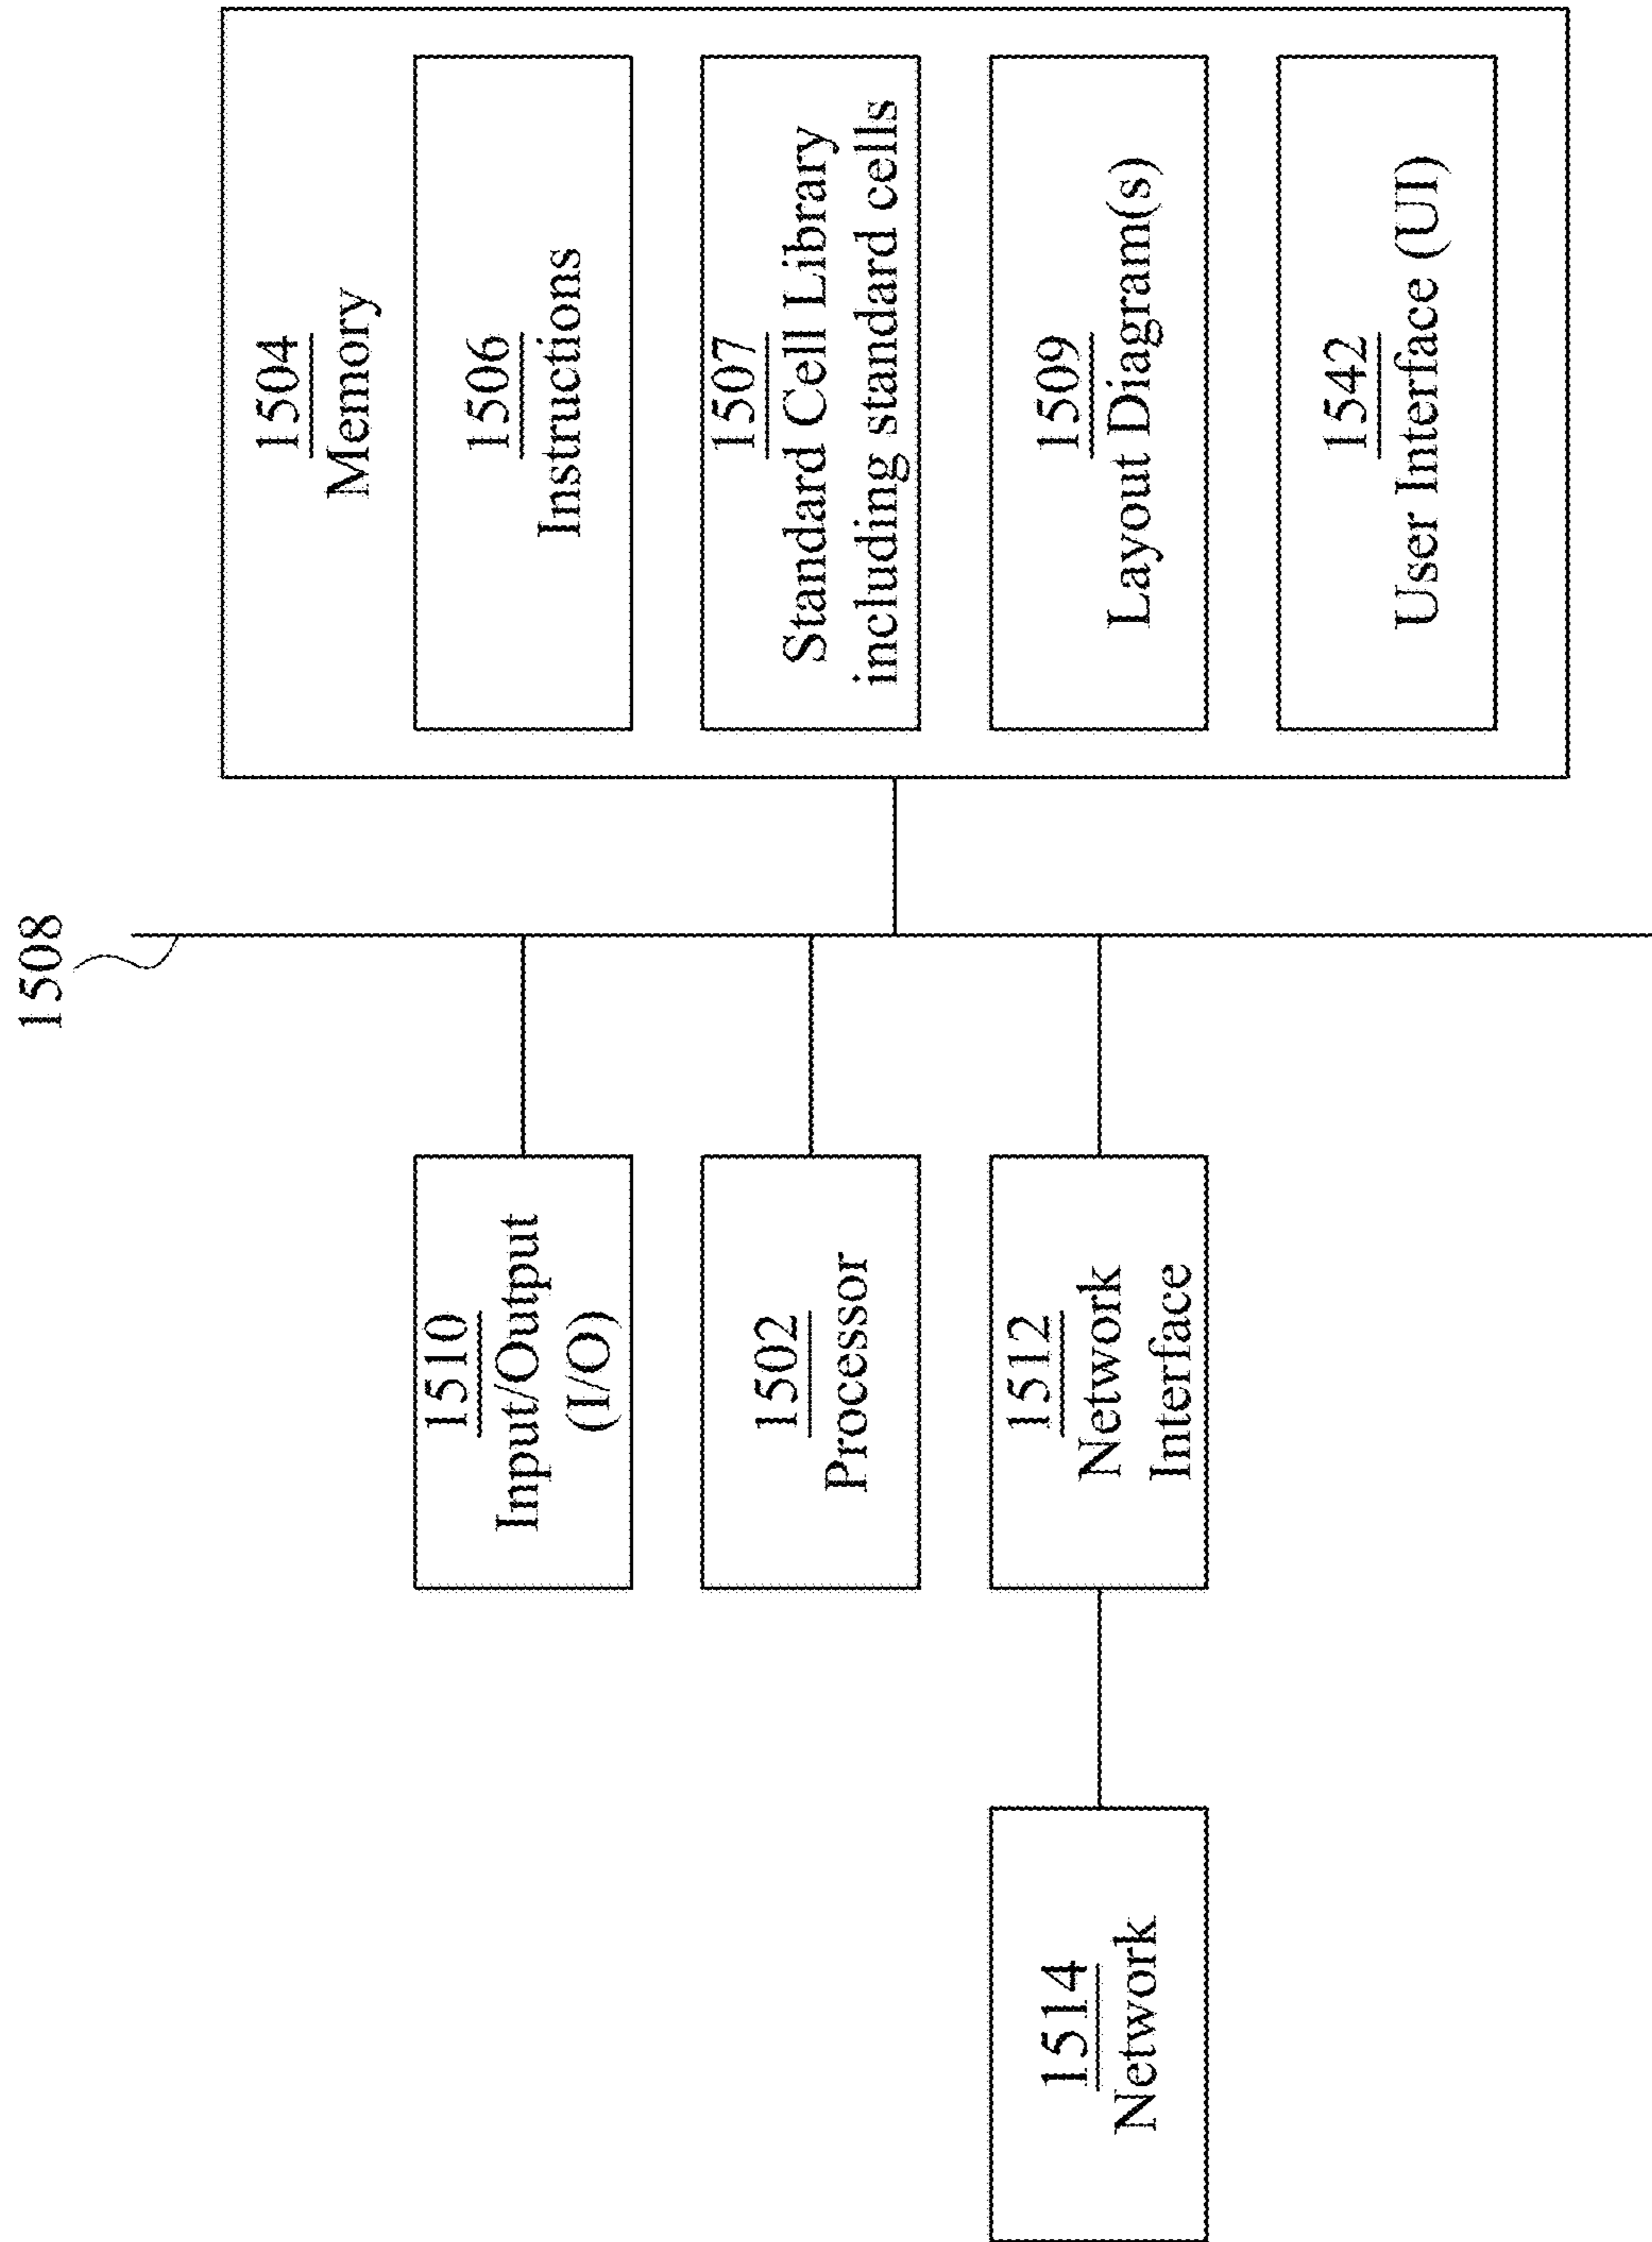 1508
1510
Input/Output
(I/O)
1502
Processor
1514
Network
1512
Network
Interface
1504
Memory
1506
Instructions
1507
Standard Cell Library
including standard cells
1509
Layout Diagram(s)
1542
User Interface (UI)